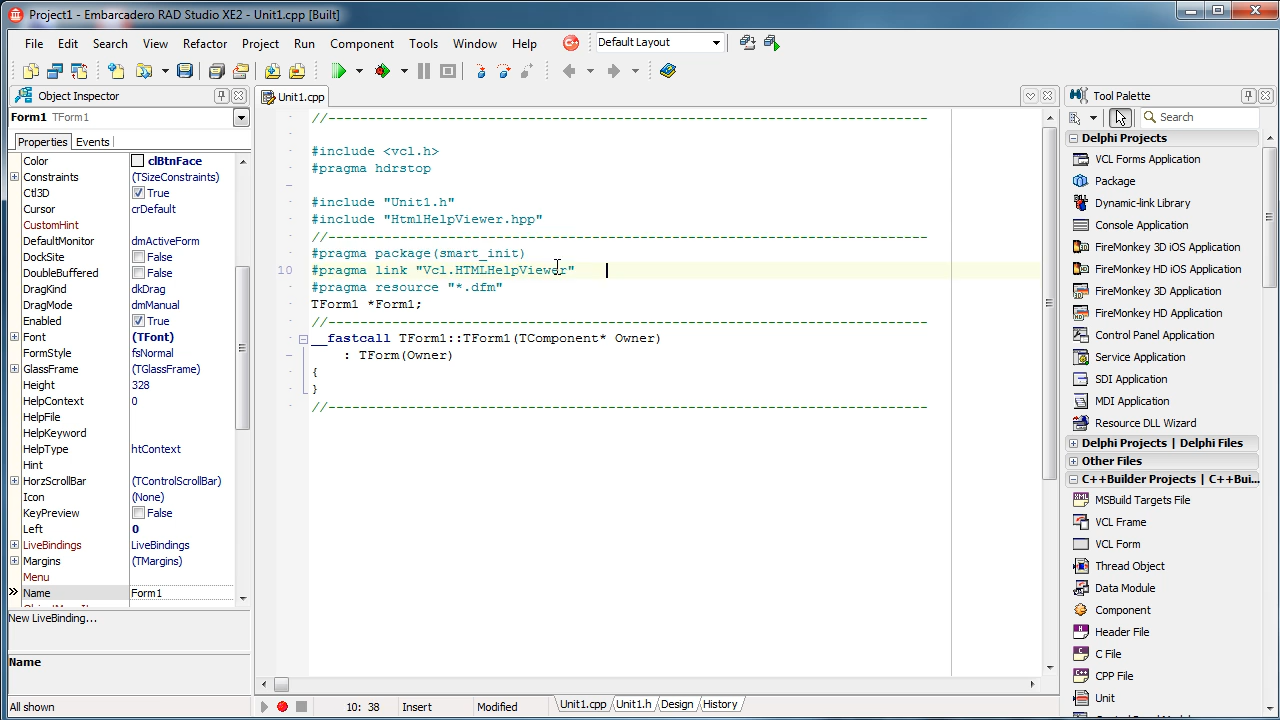 Project1 - Embarcadero RAD Studio XE2 - Unit1.cpp [Built]
File Edit Search View Refactor Project Run Component Tools Window Help Default Layout
Object Inspector
Form1 TForm1
Properties Events
Color clBtnFace
Constraints (TSizeConstraints)
Ctl3D True
Cursor crDefault
CustomHint
DefaultMonitor dmActiveForm
DockSite False
DoubleBuffered False
DragKind dkDrag
DragMode dmManual
Enabled True
Font (TFont)
FormStyle fsNormal
GlassFrame (TGlassFrame)
Height 328
HelpContext 0
HelpFile
HelpKeyword
HelpType htContext
Hint
HorzScrollBar (TControlScrollBar)
Icon (None)
KeyPreview False
Left 0
LiveBindings LiveBindings
Margins (TMargins)
Menu
Name Form1
New LiveBinding...
Name
All shown
Unit1.cpp
//---------------------------------------------------------------------------
#include <vcl.h>
#pragma hdrstop
#include "Unit1.h"
#include "HtmlHelpViewer.hpp"
//---------------------------------------------------------------------------
#pragma package(smart_init)
10 #pragma link "Vcl.HTMLHelpViewer"
#pragma resource "*.dfm"
TForm1 *Form1;
//---------------------------------------------------------------------------
__fastcall TForm1::TForm1(TComponent* Owner)
: TForm(Owner)
{
}
//---------------------------------------------------------------------------
10: 38 Insert Modified Unit1.cpp Unit1.h Design History
Tool Palette
Search
Delphi Projects
VCL Forms Application
Package
Dynamic-link Library
Console Application
FireMonkey 3D iOS Application
FireMonkey HD iOS Application
FireMonkey 3D Application
FireMonkey HD Application
Control Panel Application
Service Application
SDI Application
MDI Application
Resource DLL Wizard
Delphi Projects | Delphi Files
Other Files
C++Builder Projects | C++Bui...
MSBuild Targets File
VCL Frame
VCL Form
Thread Object
Data Module
Component
Header File
C File
CPP File
Unit